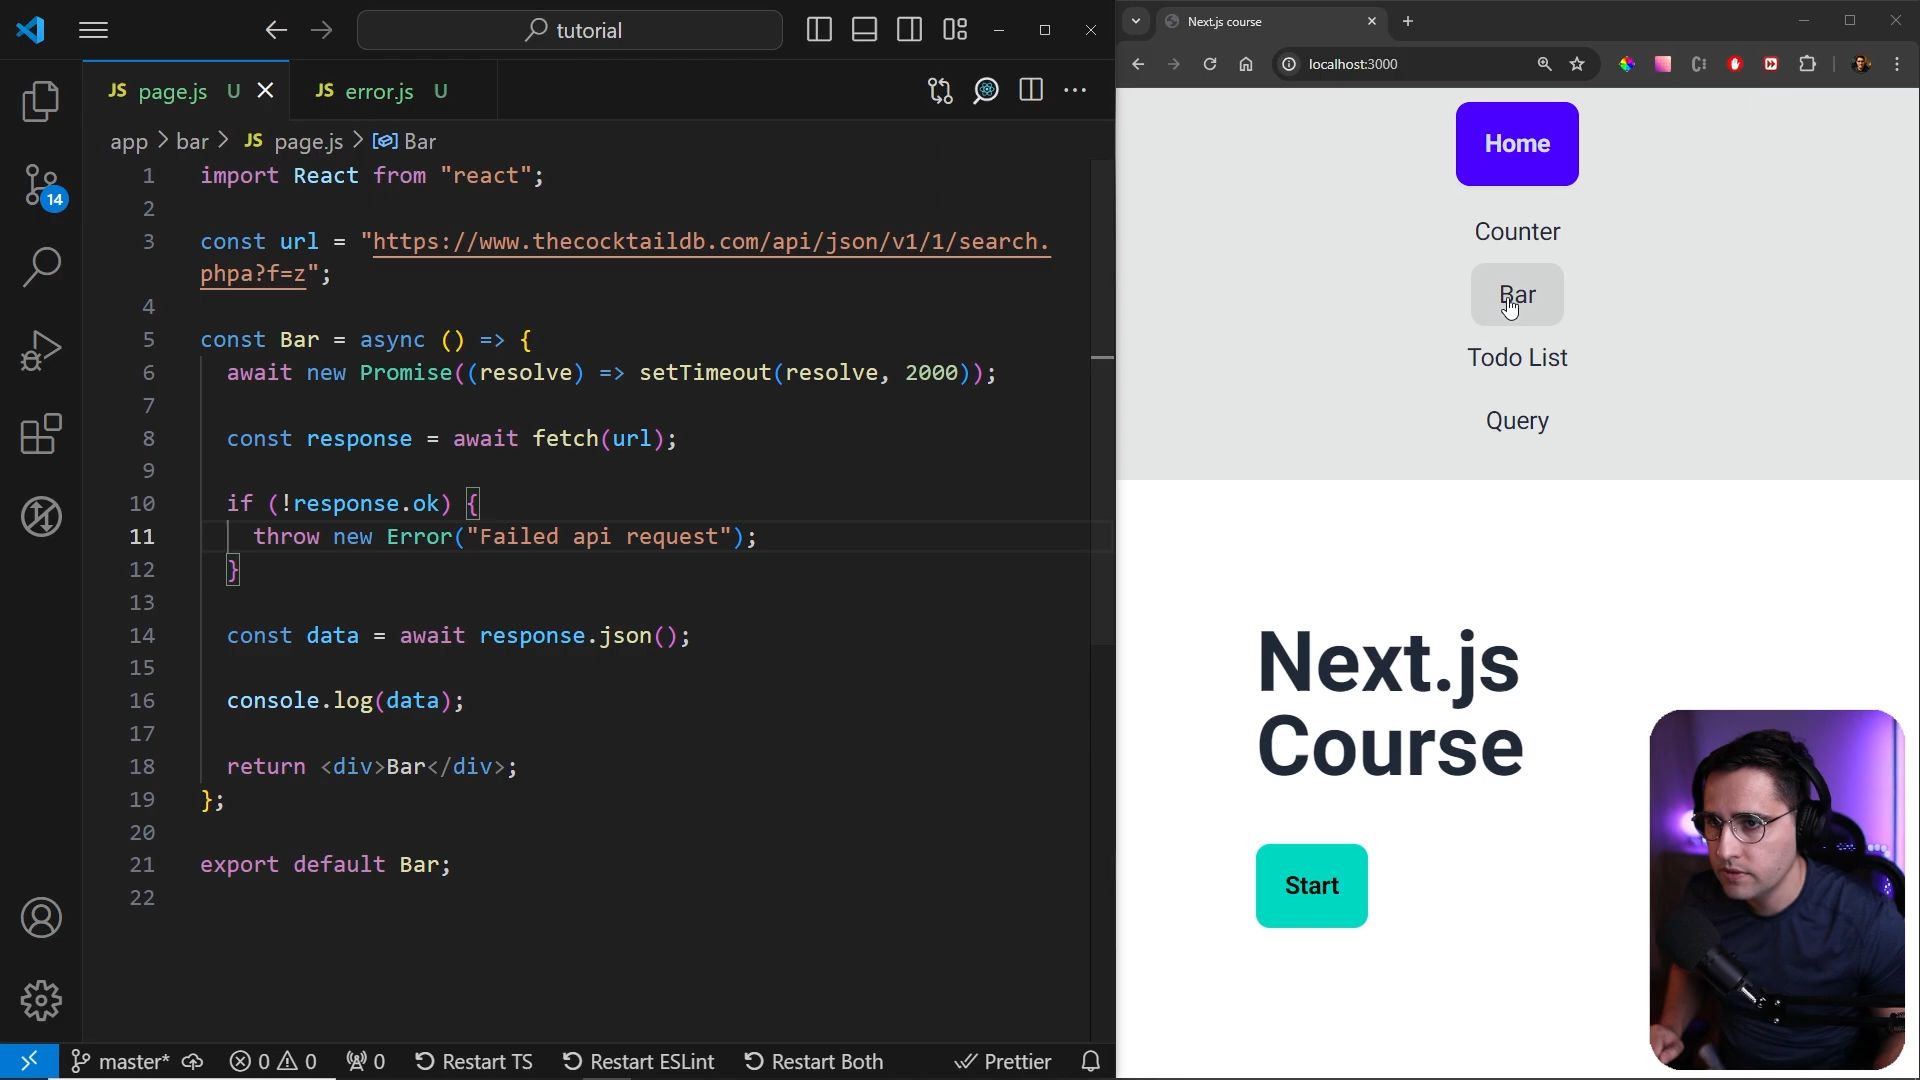 tutorial
JS page.js U
JS error.js U
app > bar > JS page.js > Bar
1 import React from "react";
2
3 const url = "https://www.thecocktaildb.com/api/json/v1/1/search.
phpa?f=z";
4
5 const Bar = async () => {
6 await new Promise((resolve) => setTimeout(resolve, 2000));
7
8 const response = await fetch(url);
9
10 if (!response.ok) {
11 throw new Error("Failed api request");
12 }
13
14 const data = await response.json();
15
16 console.log(data);
17
18 return <div>Bar</div>;
19 };
20
21 export default Bar;
22
14
master*
0 0
0
Restart TS
Restart ESLint
Restart Both
Prettier
Next.js course
localhost:3000
Home
Counter
Bar
Todo List
Query
Next.js
Course
Start